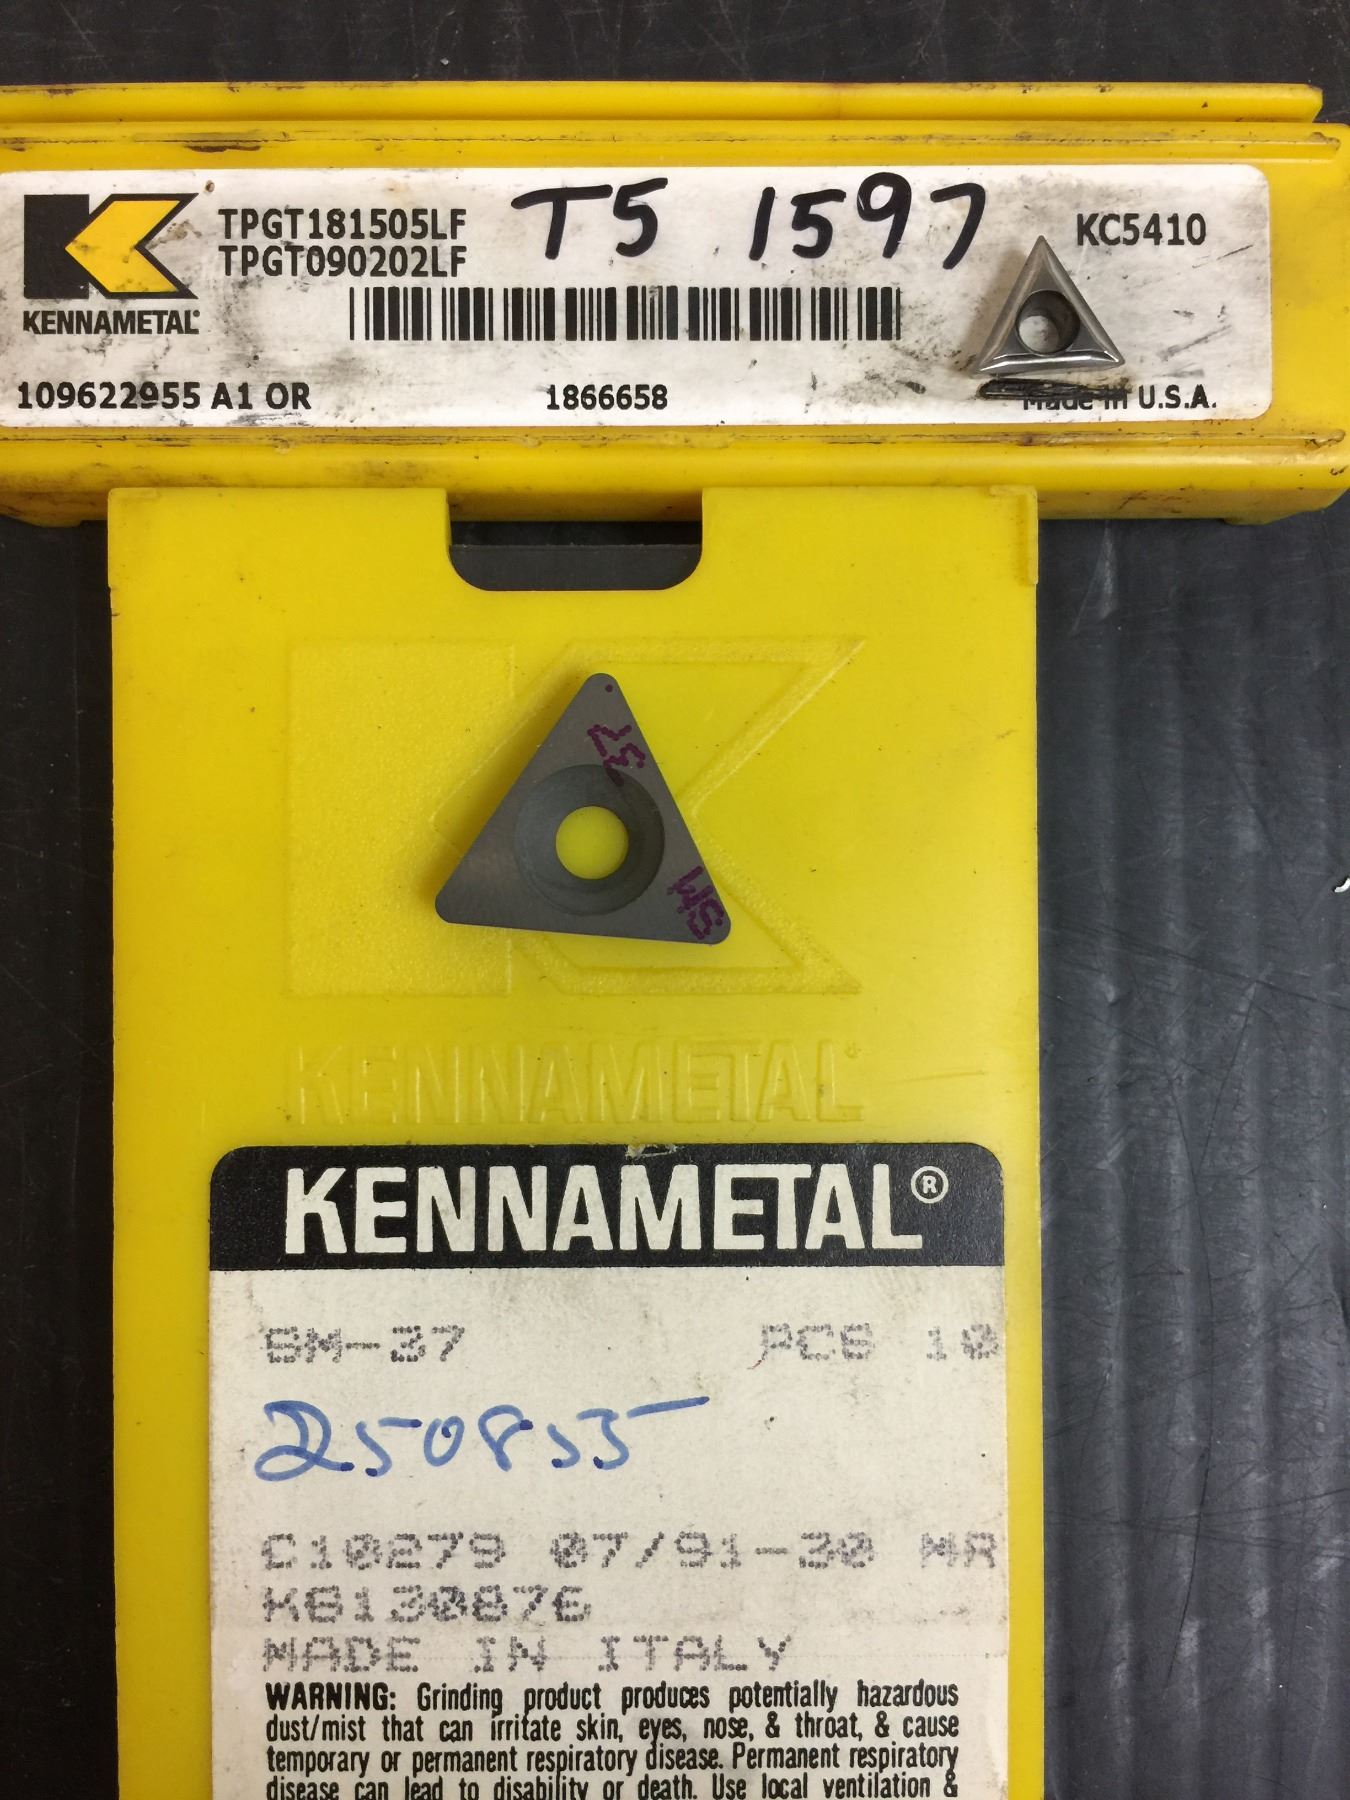 TPGT181505LF
TPGT090202LF
T5 1597
KC5410
KENNAMETAL
109622955 A1 OR
1866658
Made in U.S.A.
37
SM
KENNAMETAL
KENNAMETAL®
SM-37 PCS 10
250855
C10279 07/91-30 MR
K6130876
MADE IN ITALY
WARNING: Grinding product produces potentially hazardous
dust/mist that can irritate skin, eyes, nose, & throat, & cause
temporary or permanent respiratory disease. Permanent respiratory
disease can lead to disability or death. Use local ventilation &